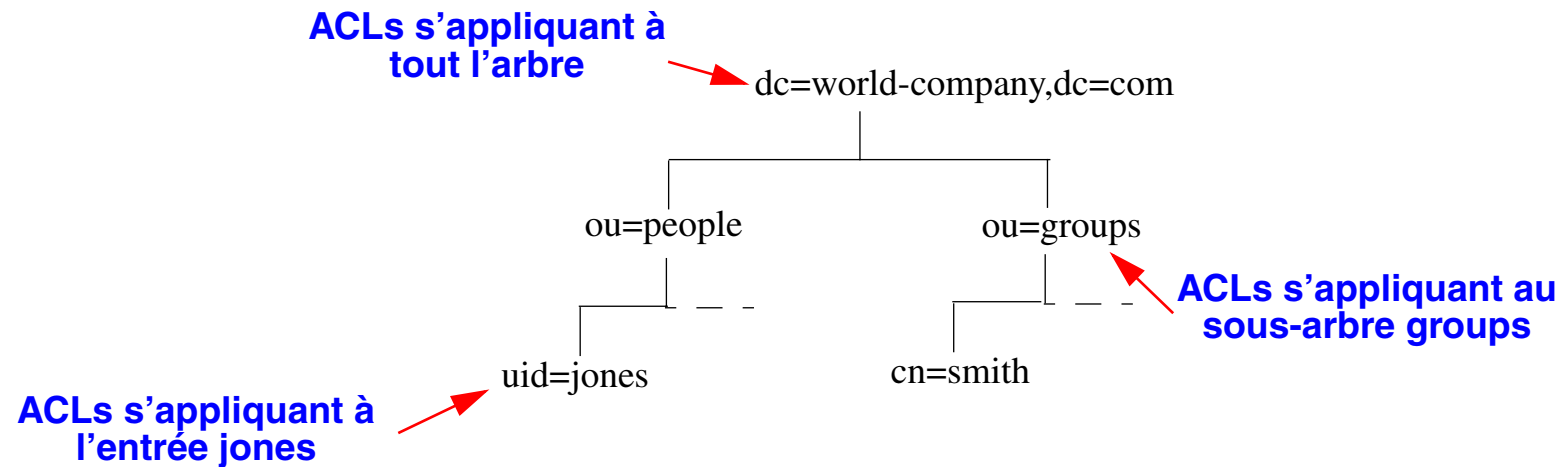 ACLs s'appliquant à
tout l'arbre
dc=world-company,dc=com
ou=people
ou=groups
ACLs s'appliquant au
sous-arbre groups
uid=jones
cn=smith
ACLs s'appliquant à
l'entrée jones